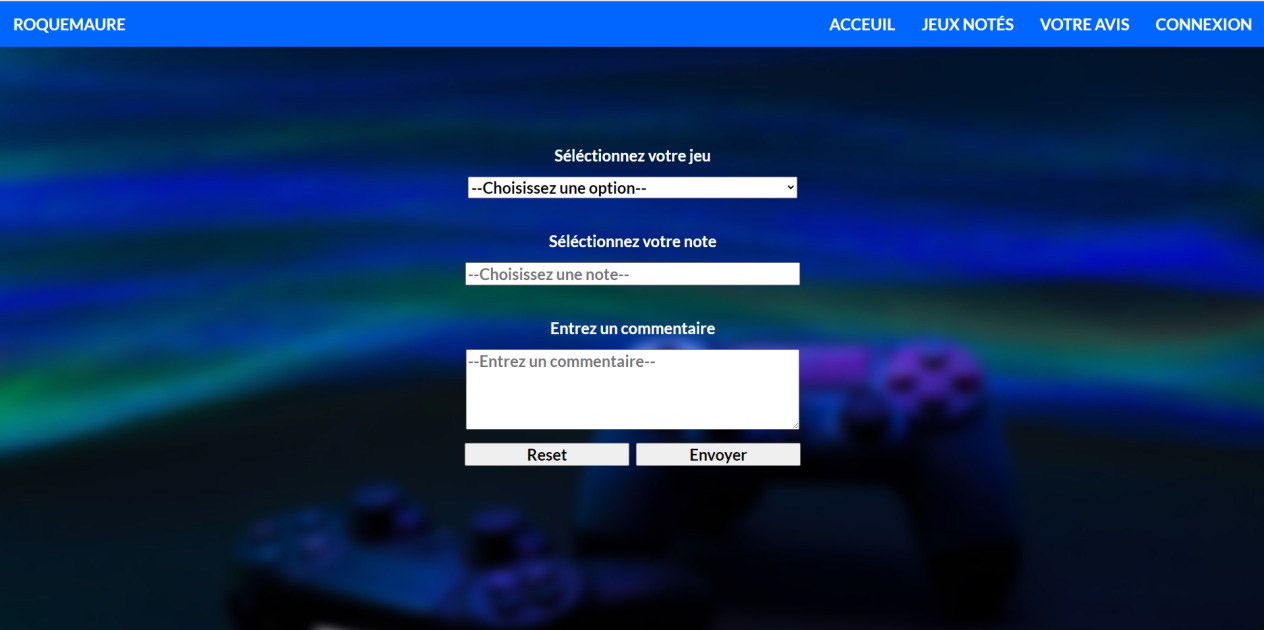 ROQUEMAURE ACCEUIL JEUX NOTÉS VOTRE AVIS CONNEXION
Séléctionnez votre jeu
--Choisissez une option--
Séléctionnez votre note
--Choisissez une note--
Entrez un commentaire
--Entrez un commentaire--
Reset Envoyer